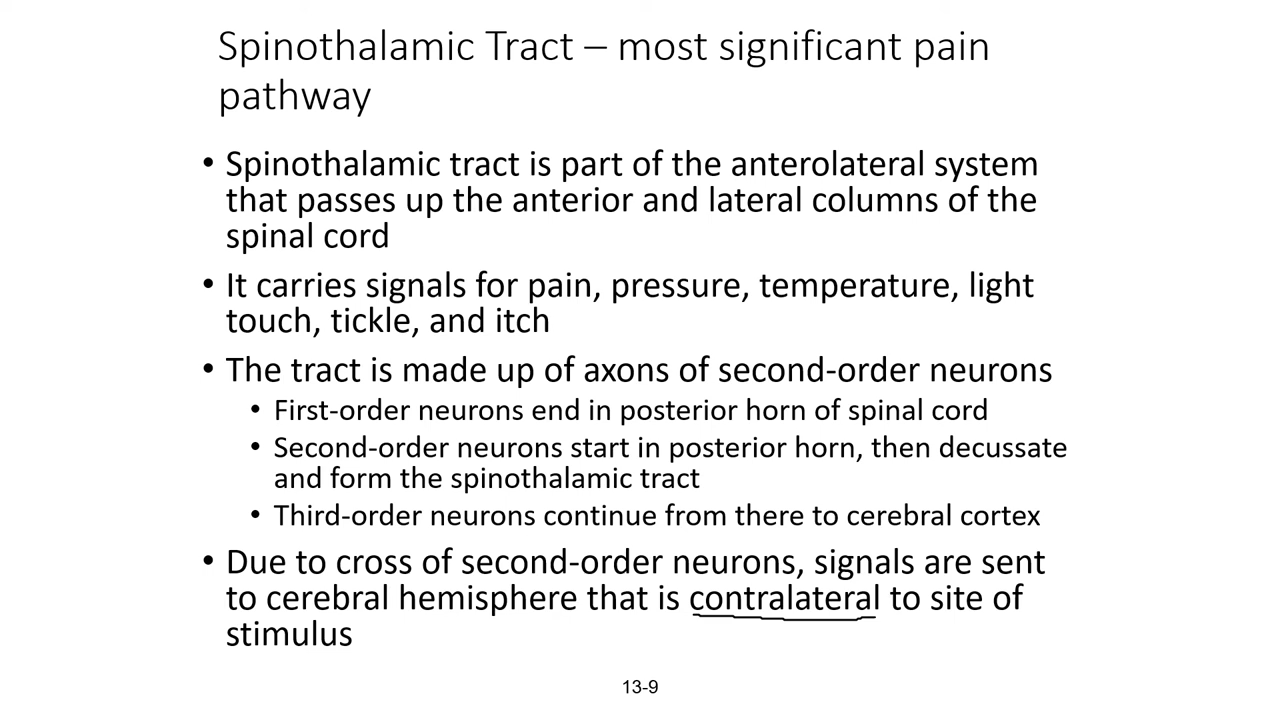 Spinothalamic Tract – most significant pain
pathway
• Spinothalamic tract is part of the anterolateral system
that passes up the anterior and lateral columns of the
spinal cord
• It carries signals for pain, pressure, temperature, light
touch, tickle, and itch
• The tract is made up of axons of second-order neurons
• First-order neurons end in posterior horn of spinal cord
• Second-order neurons start in posterior horn, then decussate
and form the spinothalamic tract
• Third-order neurons continue from there to cerebral cortex
• Due to cross of second-order neurons, signals are sent
to cerebral hemisphere that is contralateral to site of
stimulus
13-9